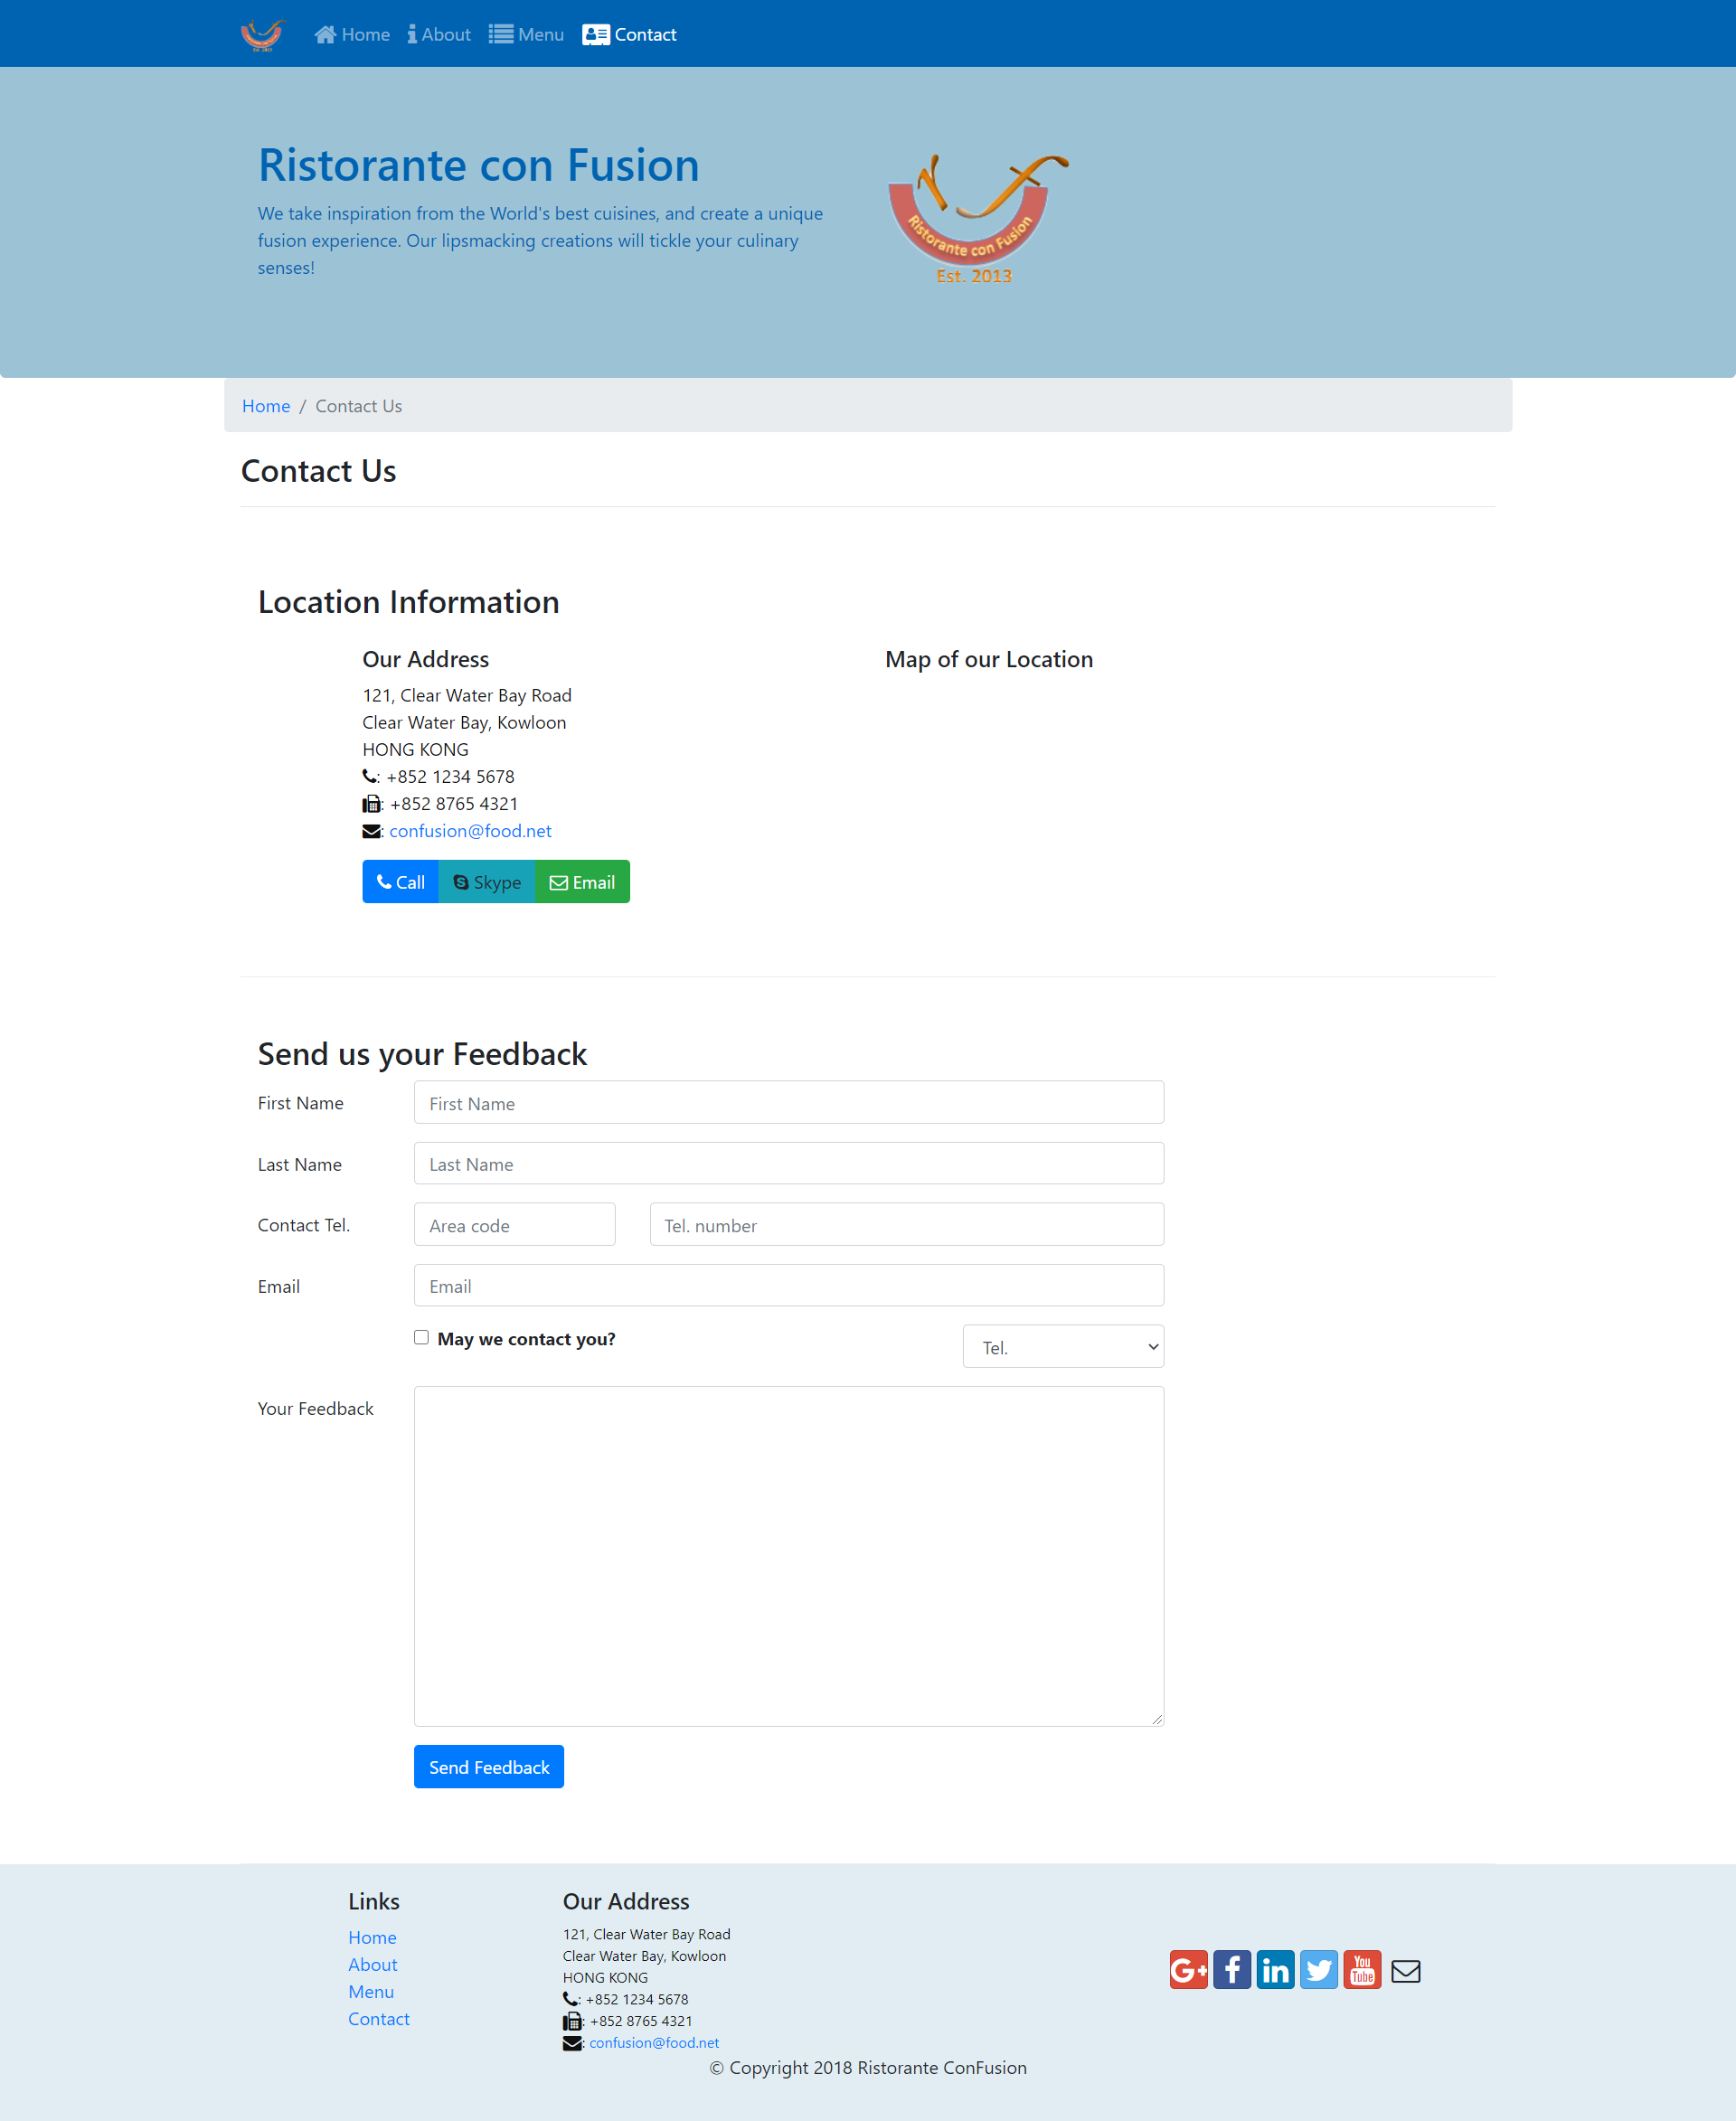 Home About Menu Contact
Ristorante con Fusion
We take inspiration from the World's best cuisines, and create a unique
fusion experience. Our lipsmacking creations will tickle your culinary
senses!
Ristorante con Fusion
Est. 2013
Home / Contact Us
Contact Us
Location Information
Our Address
121, Clear Water Bay Road
Clear Water Bay, Kowloon
HONG KONG
: +852 1234 5678
: +852 8765 4321
: confusion@food.net
Call Skype Email
Map of our Location
Send us your Feedback
First Name First Name
Last Name Last Name
Contact Tel. Area code Tel. number
Email Email
May we contact you? Tel.
Your Feedback
Send Feedback
Links
Home
About
Menu
Contact
Our Address
121, Clear Water Bay Road
Clear Water Bay, Kowloon
HONG KONG
: +852 1234 5678
: +852 8765 4321
: confusion@food.net
G+ f in You Tube
© Copyright 2018 Ristorante ConFusion